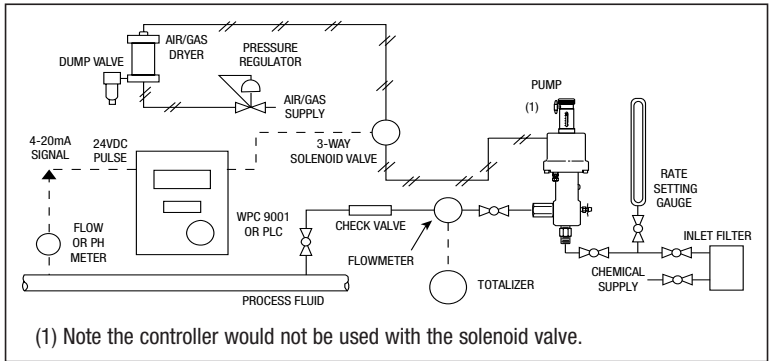 AIR/GAS
DRYER
DUMP VALVE
PRESSURE
REGULATOR
AIR/GAS
SUPPLY
PUMP
(1)
4-20mA
SIGNAL
24VDC
PULSE
3-WAY
SOLENOID VALVE
RATE
SETTING
GAUGE
FLOW
OR PH
METER
WPC 9001
OR PLC
CHECK VALVE
FLOWMETER
INLET FILTER
CHEMICAL
SUPPLY
TOTALIZER
PROCESS FLUID
(1) Note the controller would not be used with the solenoid valve.